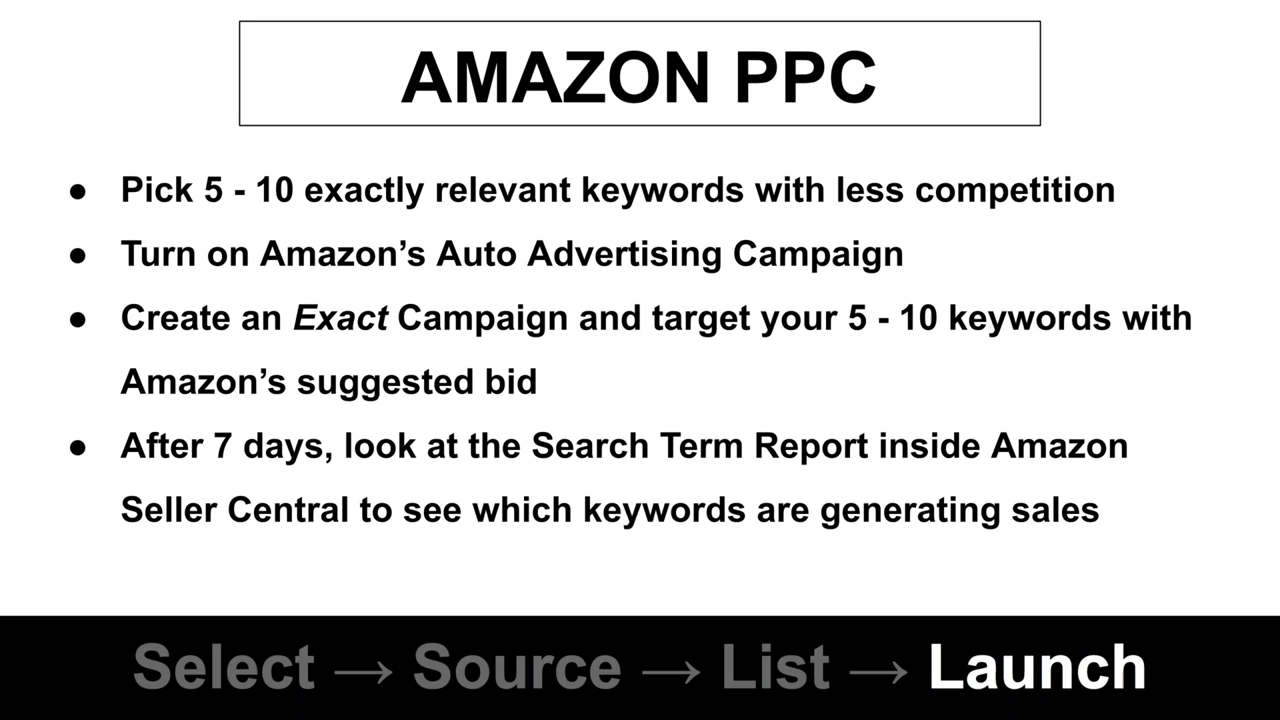 AMAZON PPC
● Pick 5 - 10 exactly relevant keywords with less competition
● Turn on Amazon’s Auto Advertising Campaign
● Create an Exact Campaign and target your 5 - 10 keywords with
Amazon’s suggested bid
● After 7 days, look at the Search Term Report inside Amazon
Seller Central to see which keywords are generating sales
Select → Source → List → Launch